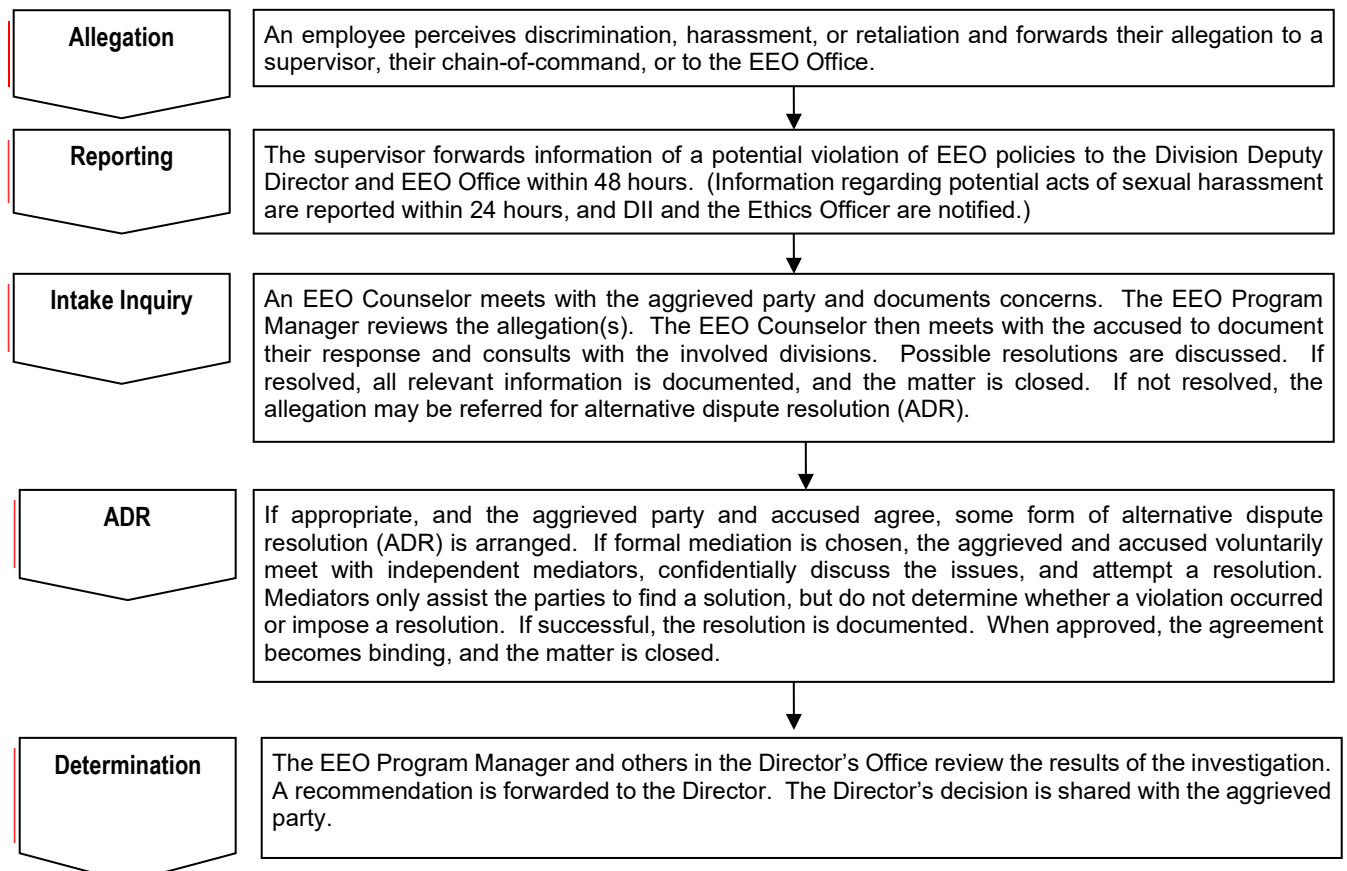 Allegation
An employee perceives discrimination, harassment, or retaliation and forwards their allegation to a
supervisor, their chain-of-command, or to the EEO Office.
Reporting
The supervisor forwards information of a potential violation of EEO policies to the Division Deputy
Director and EEO Office within 48 hours. (Information regarding potential acts of sexual harassment
are reported within 24 hours, and DII and the Ethics Officer are notified.)
Intake Inquiry
An EEO Counselor meets with the aggrieved party and documents concerns. The EEO Program
Manager reviews the allegation(s). The EEO Counselor then meets with the accused to document
their response and consults with the involved divisions. Possible resolutions are discussed. If
resolved, all relevant information is documented, and the matter is closed. If not resolved, the
allegation may be referred for alternative dispute resolution (ADR).
ADR
If appropriate, and the aggrieved party and accused agree, some form of alternative dispute
resolution (ADR) is arranged. If formal mediation is chosen, the aggrieved and accused voluntarily
meet with independent mediators, confidentially discuss the issues, and attempt a resolution.
Mediators only assist the parties to find a solution, but do not determine whether a violation occurred
or impose a resolution. If successful, the resolution is documented. When approved, the agreement
becomes binding, and the matter is closed.
Determination
The EEO Program Manager and others in the Director's Office review the results of the investigation.
A recommendation is forwarded to the Director. The Director's decision is shared with the aggrieved
party.